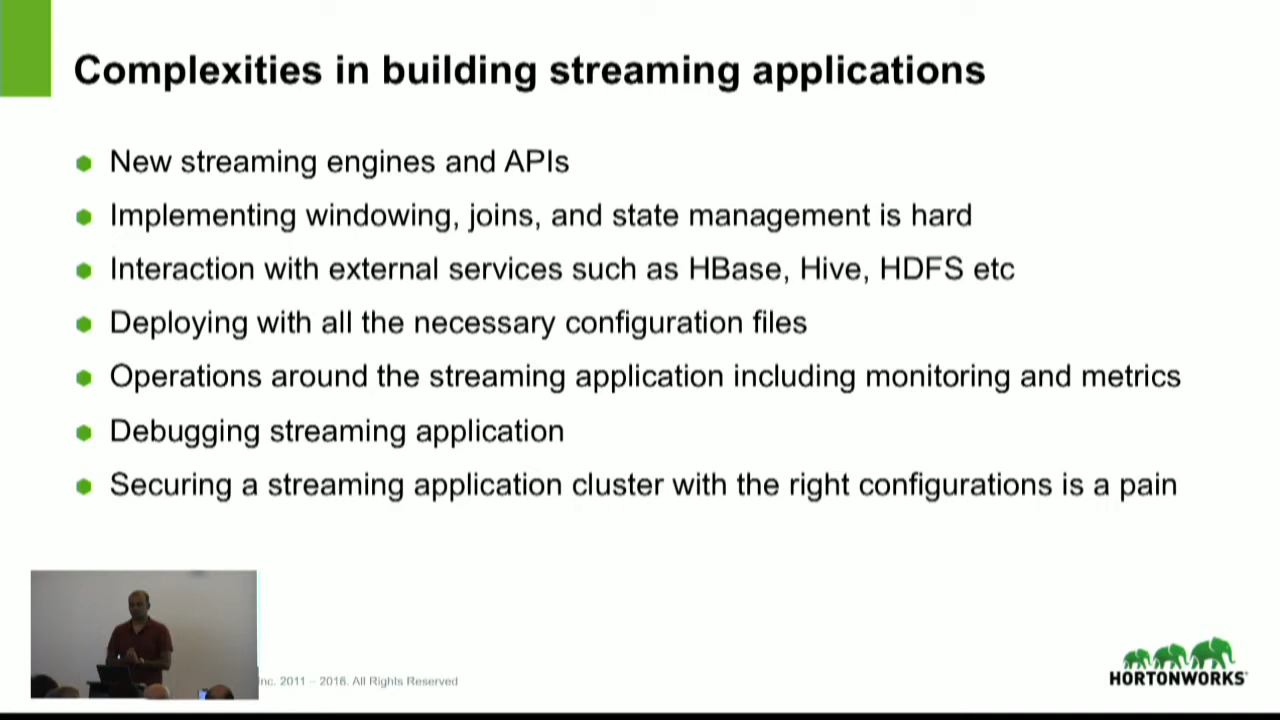 Complexities in building streaming applications
New streaming engines and APIs
Implementing windowing, joins, and state management is hard
Interaction with external services such as HBase, Hive, HDFS etc
Deploying with all the necessary configuration files
Operations around the streaming application including monitoring and metrics
Debugging streaming application
Securing a streaming application cluster with the right configurations is a pain
Inc. 2011 – 2016. All Rights Reserved
HORTONWORKS